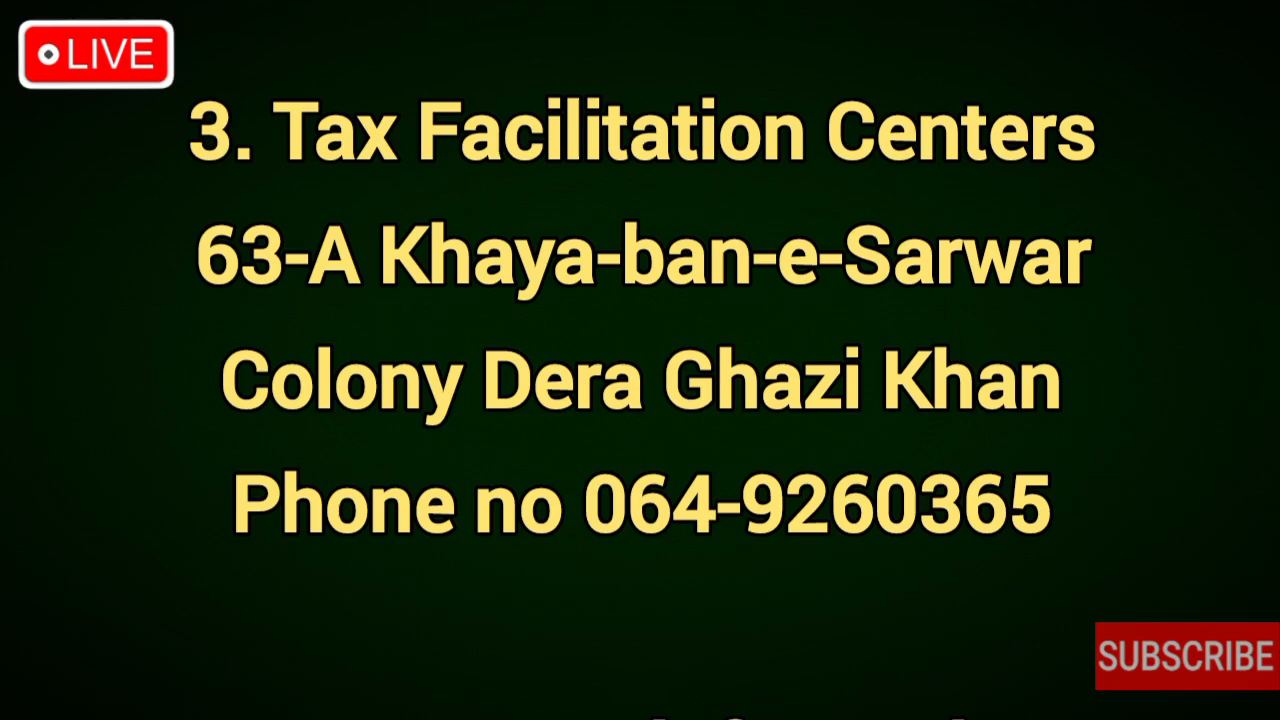 LIVE
3. Tax Facilitation Centers
63-A Khaya-ban-e-Sarwar
Colony Dera Ghazi Khan
Phone no 064-9260365
SUBSCRIBE